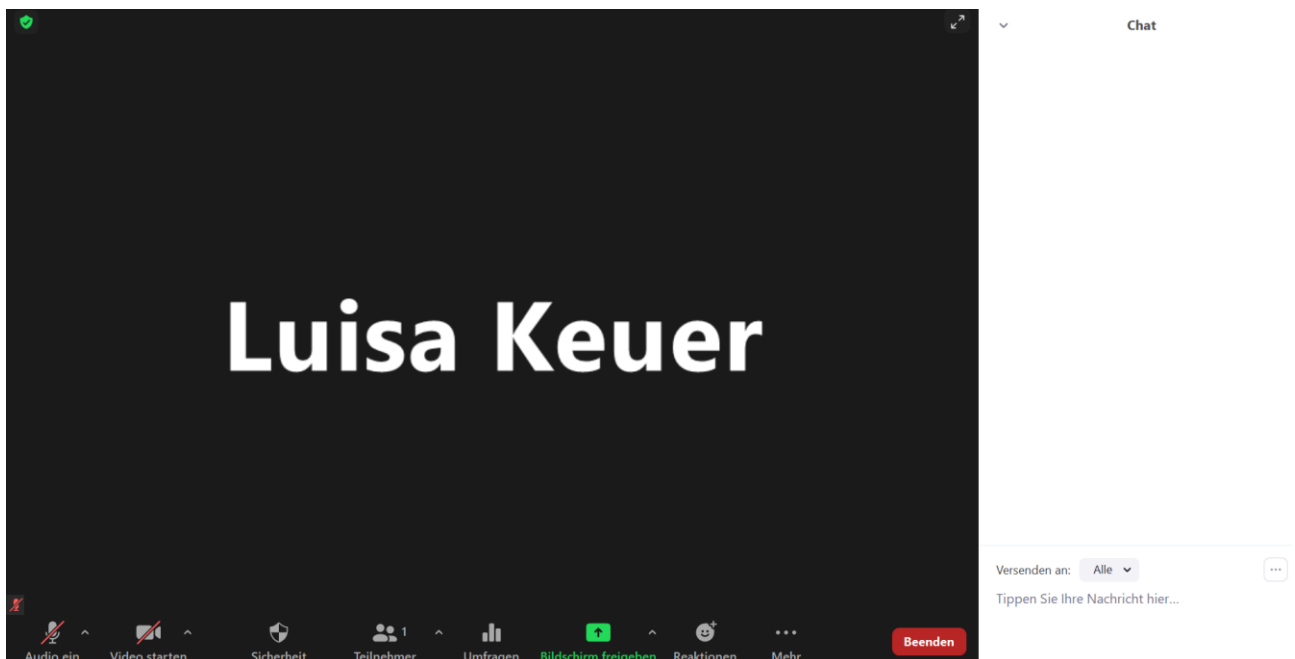 Chat
Luisa Keuer
Versenden an: Alle
Tippen Sie Ihre Nachricht hier...
1
Beenden
Audio ein Video starten Sicherheit Teilnehmer Umfragen Bildschirm freigeben Reaktionen Mehr